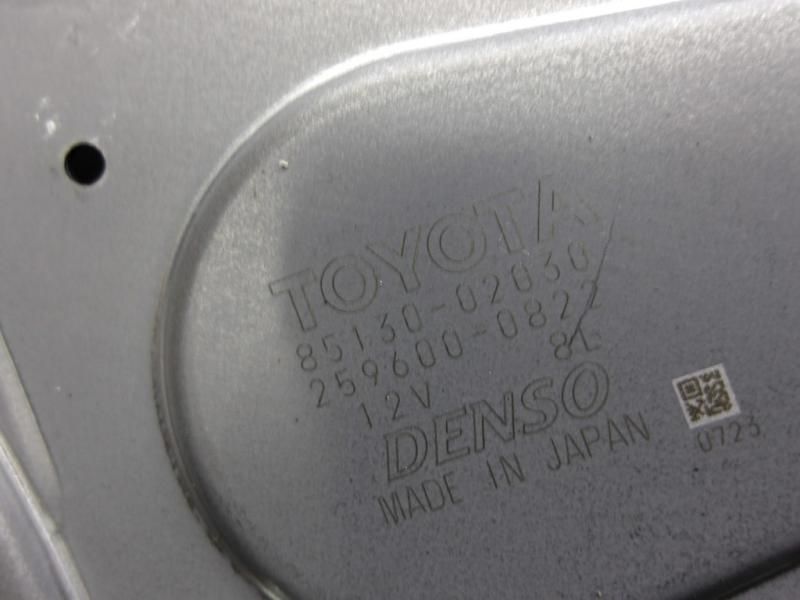 TOYOTA
85130-02030
259600-0822
12V 8L
DENSO
MADE IN JAPAN
0723